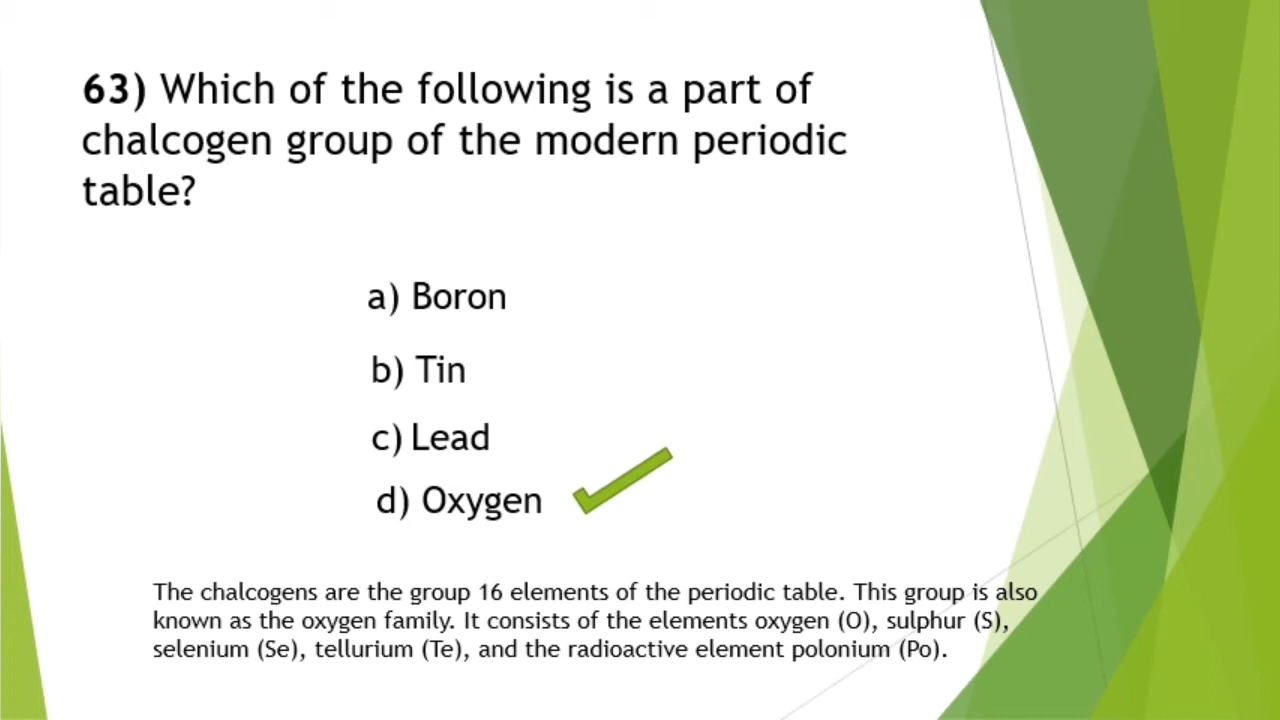 63) Which of the following is a part of
chalcogen group of the modern periodic
table?
a) Boron
b) Tin
c) Lead
d) Oxygen
The chalcogens are the group 16 elements of the periodic table. This group is also
known as the oxygen family. It consists of the elements oxygen (O), sulphur (S),
selenium (Se), tellurium (Te), and the radioactive element polonium (Po).